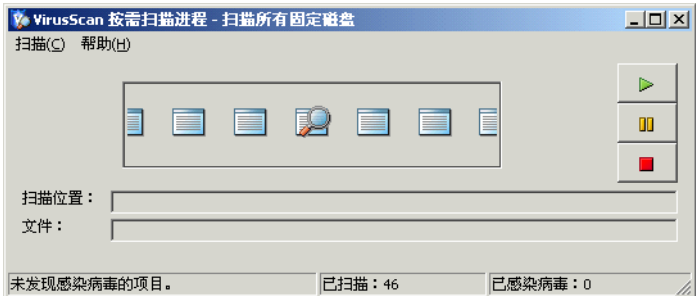 VirusScan 按需扫描进程 - 扫描所有固定磁盘
扫描(C) 帮助(H)
扫描位置：
文件：
未发现感染病毒的项目。 已扫描：46 已感染病毒：0